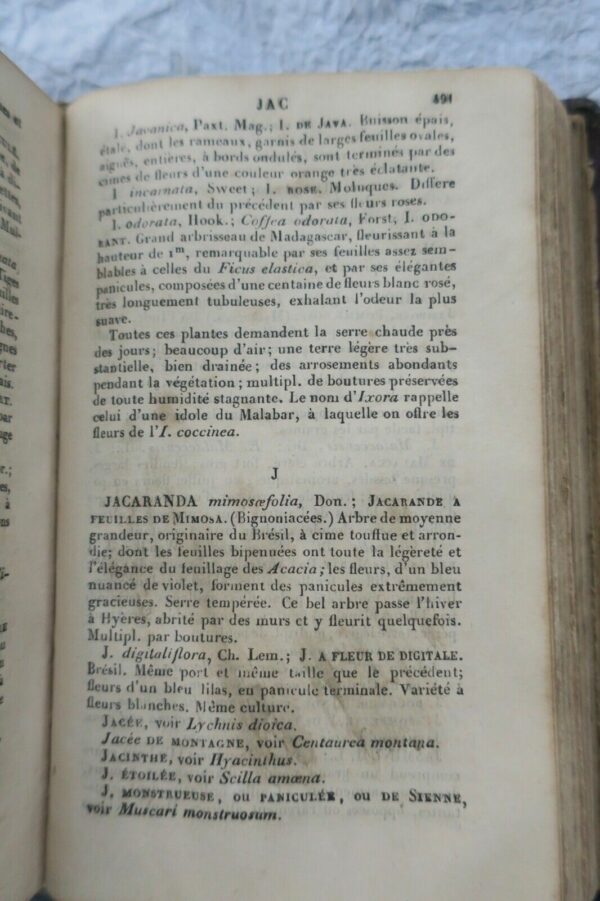 JAC 491
I. Javanica, Paxt. Mag.; I. DE JAVA. Buisson épais,
étalé, dont les rameaux, garnis de larges feuilles ovales,
aiguës, entières, à bords ondulés, sont terminés par des
cimes de fleurs d'une couleur orange très éclatante.
I incarnata, Sweet; I. ROSE. Moluques. Diffère
particulièrement du précédent par ses fleurs roses.
I. odorata, Hook.; Coffea odorata, Forst, I. ODO-
RANT. Grand arbrisseau de Madagascar, fleurissant à la
hauteur de 1m, remarquable par ses feuilles assez sem-
blables à celles du Ficus elastica, et par ses élégantes
panicules, composées d'une centaine de fleurs blanc rosé,
très longuement tubuleuses, exhalant l'odeur la plus
suave.
Toutes ces plantes demandent la serre chaude près
des jours; beaucoup d'air; une terre légère très sub-
stantielle, bien drainée; des arrosements abondants
pendant la végétation; multipl. de boutures préservées
de toute humidité stagnante. Le nom d'Ixora rappelle
celui d'une idole du Malabar, à laquelle on offre les
fleurs de l'I. coccinea.
J
JACARANDA mimosæfolia, Don.; JACARANDE A
FEUILLES DE MIMOSA. (Bignoniacées.) Arbre de moyenne
grandeur, originaire du Brésil, à cime touffue et arron-
die; dont les feuilles bipennées ont toute la légèreté et
l'élégance du feuillage des Acacia; les fleurs, d'un bleu
nuancé de violet, forment des panicules extrêmement
gracieuses. Serre tempérée. Ce bel arbre passe l'hiver
à Hyères, abrité par des murs et y fleurit quelquefois.
Multipl. par boutures.
J. digitaliflora, Ch. Lem.; J. A FLEUR DE DIGITALE.
Brésil. Même port et même taille que le précédent;
fleurs d'un bleu lilas, en panicule terminale. Variété à
fleurs blanches. Même culture.
JACÉE, voir Lychnis dioica.
Jacée DE MONTAGNE, voir Centaurea montana.
JACINTHE, voir Hyacinthus.
J. ÉTOILÉE, voir Scilla amœna.
J. MONSTRUEUSE, OU PANICULÉE, OU DE SIENNE,
voir Muscari monstruosum.